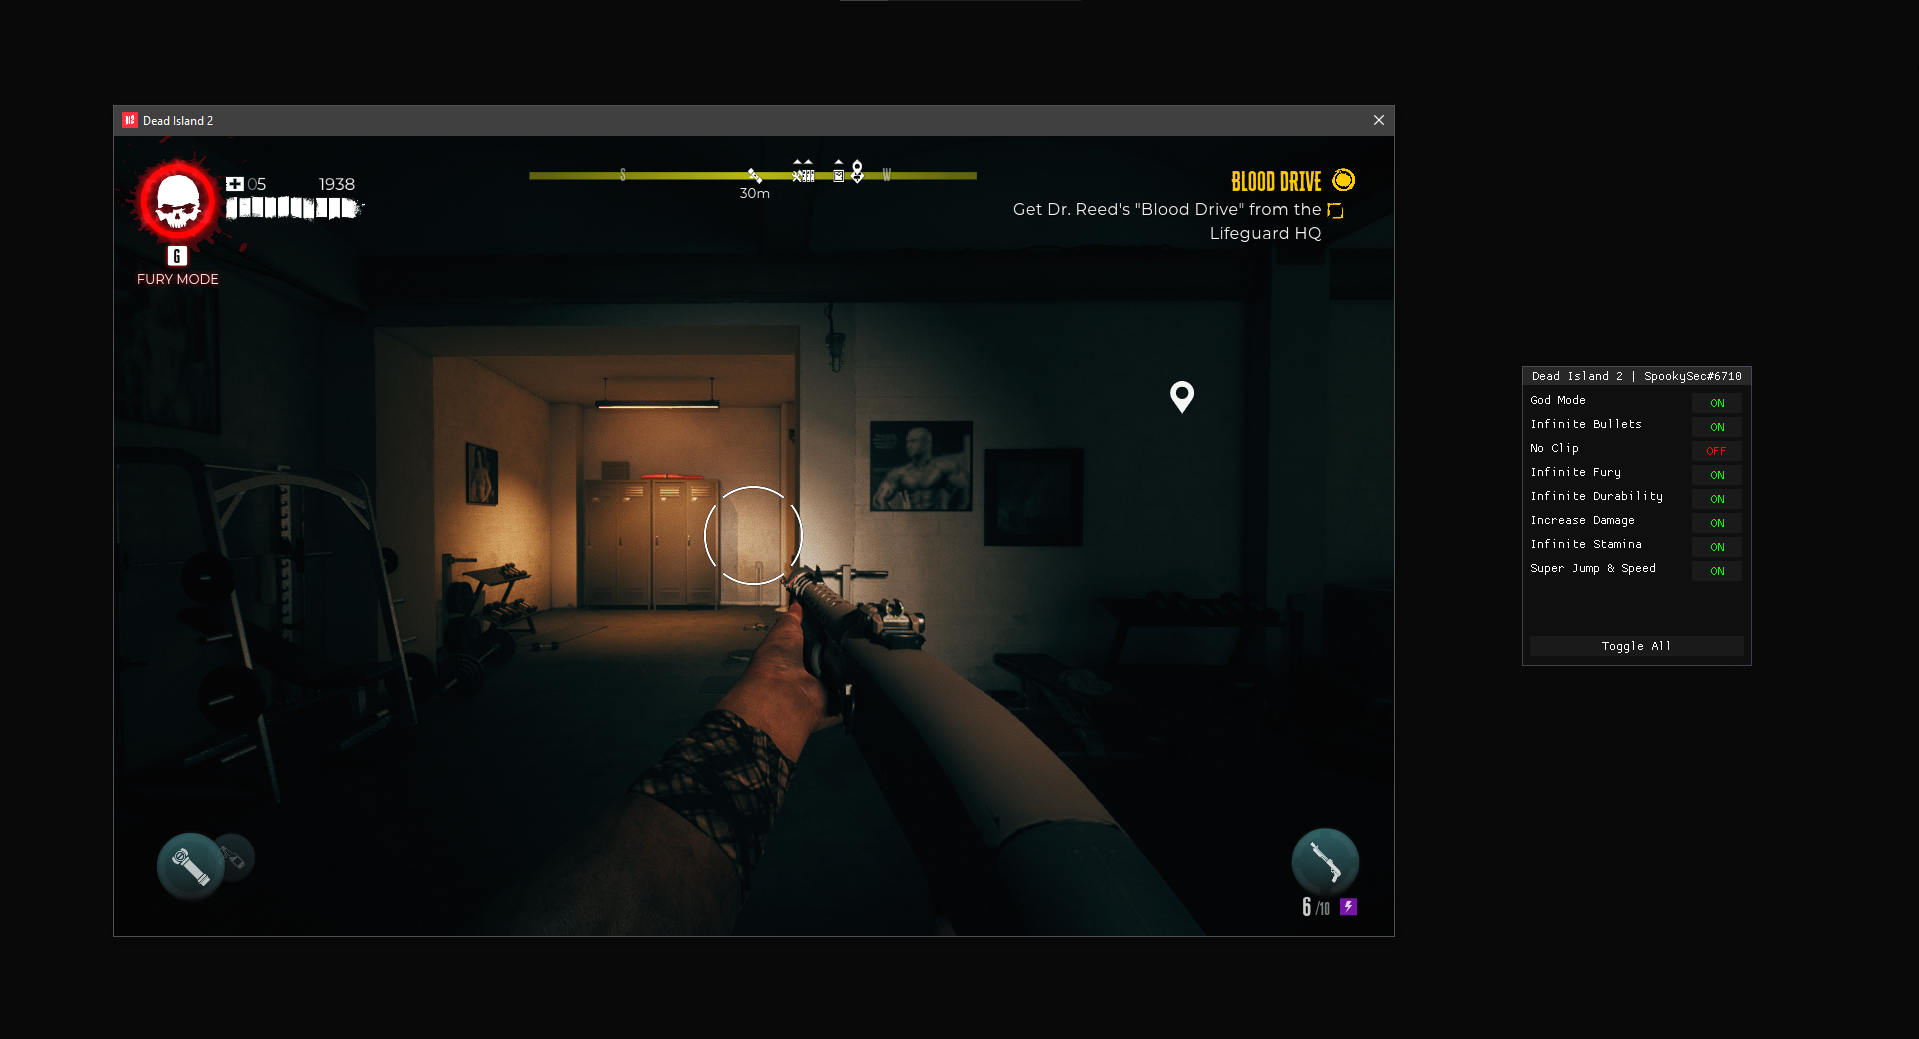 Dead Island 2
05 1938
G
FURY MODE
S
W
30m
BLOOD DRIVE
Get Dr. Reed's "Blood Drive" from the
Lifeguard HQ
6 /10
Dead Island 2 | SpookySec#6710
God Mode ON
Infinite Bullets ON
No Clip OFF
Infinite Fury ON
Infinite Durability ON
Increase Damage ON
Infinite Stamina ON
Super Jump & Speed ON
Toggle All